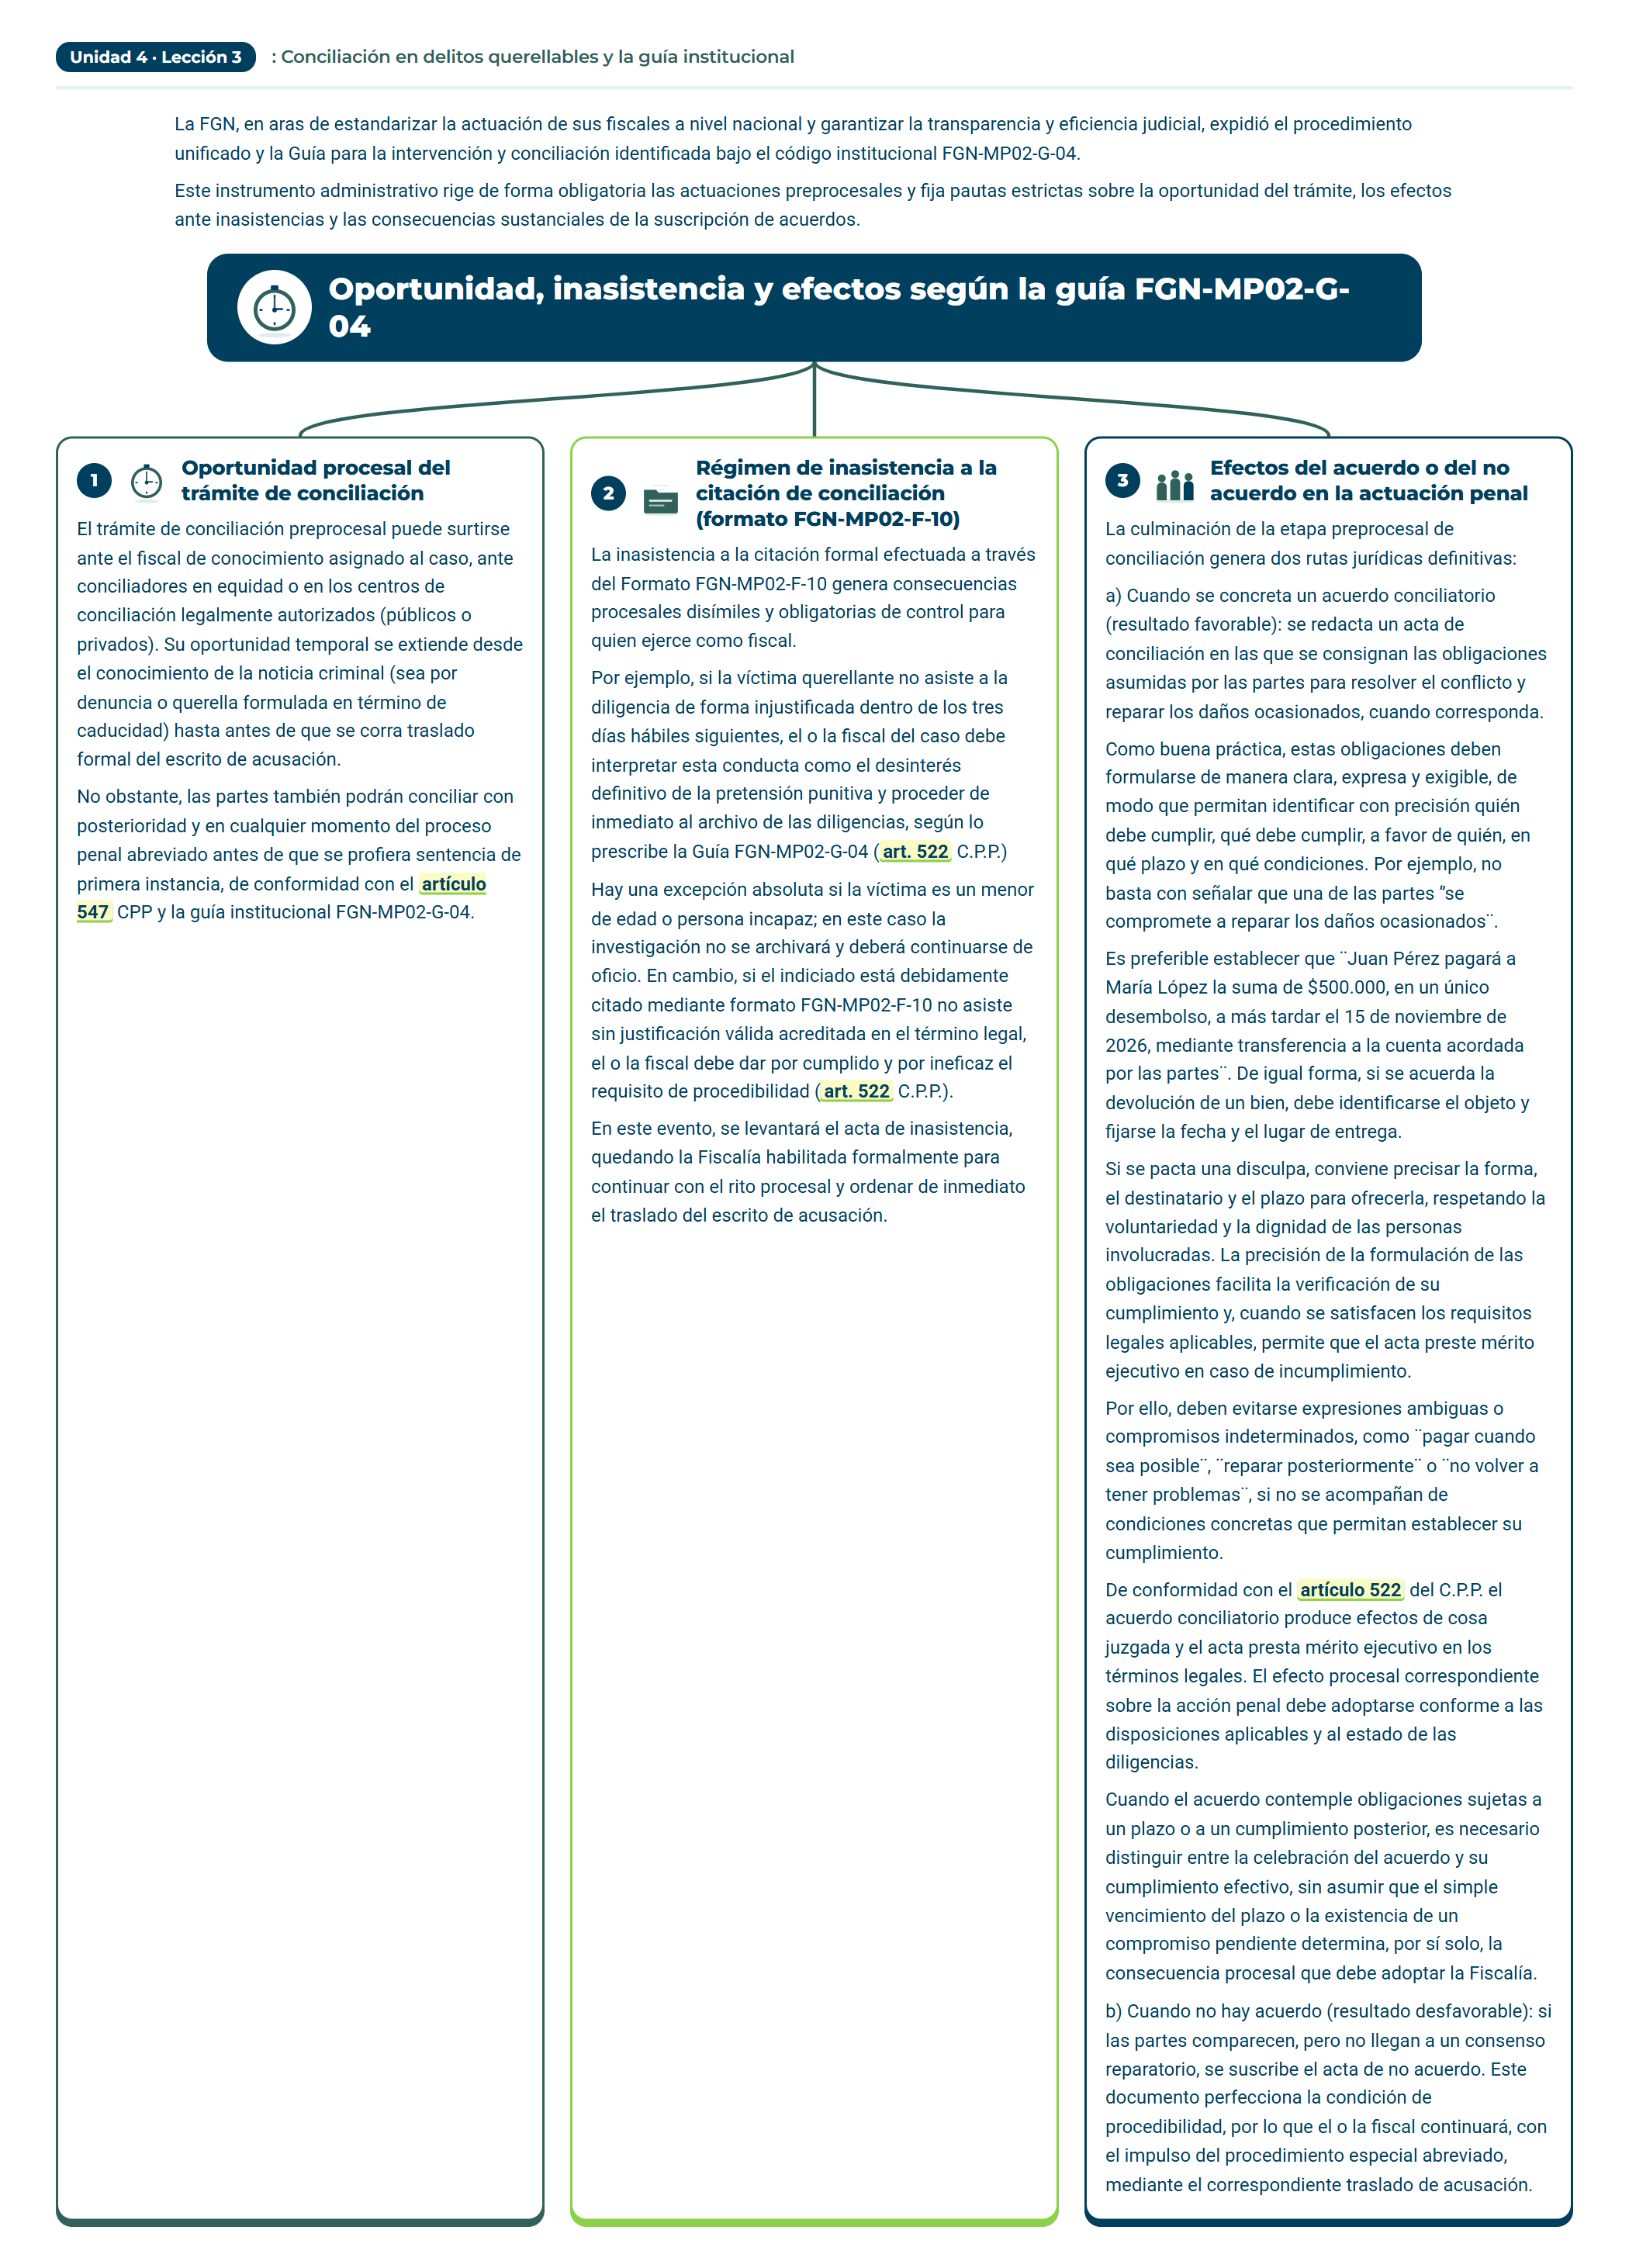 Unidad 4 · Lección 3 : Conciliación en delitos querellables y la guía institucional
La FGN, en aras de estandarizar la actuación de sus fiscales a nivel nacional y garantizar la transparencia y eficiencia judicial, expidió el procedimiento
unificado y la Guía para la intervención y conciliación identificada bajo el código institucional FGN-MP02-G-04.
Este instrumento administrativo rige de forma obligatoria las actuaciones preprocesales y fija pautas estrictas sobre la oportunidad del trámite, los efectos
ante inasistencias y las consecuencias sustanciales de la suscripción de acuerdos.
Oportunidad, inasistencia y efectos según la guía FGN-MP02-G-
04
1
Oportunidad procesal del
trámite de conciliación
El trámite de conciliación preprocesal puede surtirse
ante el fiscal de conocimiento asignado al caso, ante
conciliadores en equidad o en los centros de
conciliación legalmente autorizados (públicos o
privados). Su oportunidad temporal se extiende desde
el conocimiento de la noticia criminal (sea por
denuncia o querella formulada en término de
caducidad) hasta antes de que se corra traslado
formal del escrito de acusación.
No obstante, las partes también podrán conciliar con
posterioridad y en cualquier momento del proceso
penal abreviado antes de que se profiera sentencia de
primera instancia, de conformidad con el artículo
547 CPP y la guía institucional FGN-MP02-G-04.
2
Régimen de inasistencia a la
citación de conciliación
(formato FGN-MP02-F-10)
La inasistencia a la citación formal efectuada a través
del Formato FGN-MP02-F-10 genera consecuencias
procesales disímiles y obligatorias de control para
quien ejerce como fiscal.
Por ejemplo, si la víctima querellante no asiste a la
diligencia de forma injustificada dentro de los tres
días hábiles siguientes, el o la fiscal del caso debe
interpretar esta conducta como el desinterés
definitivo de la pretensión punitiva y proceder de
inmediato al archivo de las diligencias, según lo
prescribe la Guía FGN-MP02-G-04 (art. 522 C.P.P.)
Hay una excepción absoluta si la víctima es un menor
de edad o persona incapaz; en este caso la
investigación no se archivará y deberá continuarse de
oficio. En cambio, si el indiciado está debidamente
citado mediante formato FGN-MP02-F-10 no asiste
sin justificación válida acreditada en el término legal,
el o la fiscal debe dar por cumplido y por ineficaz el
requisito de procedibilidad (art. 522 C.P.P.).
En este evento, se levantará el acta de inasistencia,
quedando la Fiscalía habilitada formalmente para
continuar con el rito procesal y ordenar de inmediato
el traslado del escrito de acusación.
3
Efectos del acuerdo o del no
acuerdo en la actuación penal
La culminación de la etapa preprocesal de
conciliación genera dos rutas jurídicas definitivas:
a) Cuando se concreta un acuerdo conciliatorio
(resultado favorable): se redacta un acta de
conciliación en las que se consignan las obligaciones
asumidas por las partes para resolver el conflicto y
reparar los daños ocasionados, cuando corresponda.
Como buena práctica, estas obligaciones deben
formularse de manera clara, expresa y exigible, de
modo que permitan identificar con precisión quién
debe cumplir, qué debe cumplir, a favor de quién, en
qué plazo y en qué condiciones. Por ejemplo, no
basta con señalar que una de las partes “se
compromete a reparar los daños ocasionados¨.
Es preferible establecer que ¨Juan Pérez pagará a
María López la suma de $500.000, en un único
desembolso, a más tardar el 15 de noviembre de
2026, mediante transferencia a la cuenta acordada
por las partes¨. De igual forma, si se acuerda la
devolución de un bien, debe identificarse el objeto y
fijarse la fecha y el lugar de entrega.
Si se pacta una disculpa, conviene precisar la forma,
el destinatario y el plazo para ofrecerla, respetando la
voluntariedad y la dignidad de las personas
involucradas. La precisión de la formulación de las
obligaciones facilita la verificación de su
cumplimiento y, cuando se satisfacen los requisitos
legales aplicables, permite que el acta preste mérito
ejecutivo en caso de incumplimiento.
Por ello, deben evitarse expresiones ambiguas o
compromisos indeterminados, como ¨pagar cuando
sea posible¨, ¨reparar posteriormente¨ o ¨no volver a
tener problemas¨, si no se acompañan de
condiciones concretas que permitan establecer su
cumplimiento.
De conformidad con el artículo 522 del C.P.P. el
acuerdo conciliatorio produce efectos de cosa
juzgada y el acta presta mérito ejecutivo en los
términos legales. El efecto procesal correspondiente
sobre la acción penal debe adoptarse conforme a las
disposiciones aplicables y al estado de las
diligencias.
Cuando el acuerdo contemple obligaciones sujetas a
un plazo o a un cumplimiento posterior, es necesario
distinguir entre la celebración del acuerdo y su
cumplimiento efectivo, sin asumir que el simple
vencimiento del plazo o la existencia de un
compromiso pendiente determina, por sí solo, la
consecuencia procesal que debe adoptar la Fiscalía.
b) Cuando no hay acuerdo (resultado desfavorable): si
las partes comparecen, pero no llegan a un consenso
reparatorio, se suscribe el acta de no acuerdo. Este
documento perfecciona la condición de
procedibilidad, por lo que el o la fiscal continuará, con
el impulso del procedimiento especial abreviado,
mediante el correspondiente traslado de acusación.